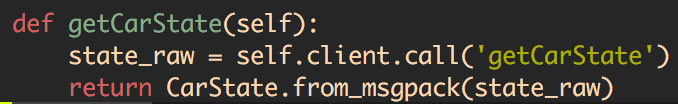 def getCarState(self):
    state_raw = self.client.call('getCarState')
    return CarState.from_msgpack(state_raw)